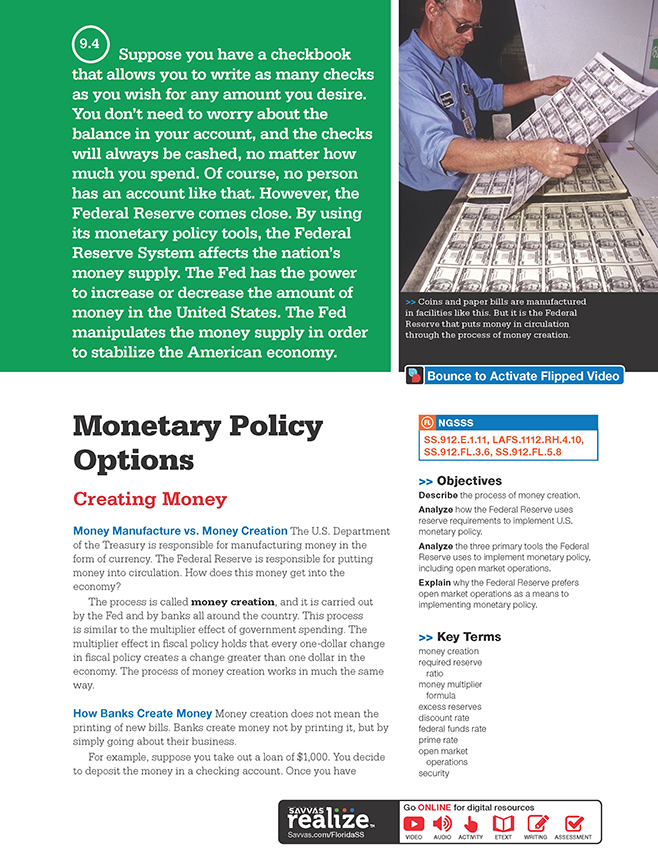 9.4
Suppose you have a checkbook
that allows you to write as many checks
as you wish for any amount you desire.
You don’t need to worry about the
balance in your account, and the checks
will always be cashed, no matter how
much you spend. Of course, no person
has an account like that. However, the
Federal Reserve comes close. By using
its monetary policy tools, the Federal
Reserve System affects the nation’s
money supply. The Fed has the power
to increase or decrease the amount of
money in the United States. The Fed
manipulates the money supply in order
to stabilize the American economy.
>> Coins and paper bills are manufactured
in facilities like this. But it is the Federal
Reserve that puts money in circulation
through the process of money creation.
Bounce to Activate Flipped Video
Monetary Policy
Options
Creating Money
Money Manufacture vs. Money Creation The U.S. Department
of the Treasury is responsible for manufacturing money in the
form of currency. The Federal Reserve is responsible for putting
money into circulation. How does this money get into the
economy?
The process is called money creation, and it is carried out
by the Fed and by banks all around the country. This process
is similar to the multiplier effect of government spending. The
multiplier effect in fiscal policy holds that every one-dollar change
in fiscal policy creates a change greater than one dollar in the
economy. The process of money creation works in much the same
way.
How Banks Create Money Money creation does not mean the
printing of new bills. Banks create money not by printing it, but by
simply going about their business.
For example, suppose you take out a loan of $1,000. You decide
to deposit the money in a checking account. Once you have
FL NGSSS
SS.912.E.1.11, LAFS.1112.RH.4.10,
SS.912.FL.3.6, SS.912.FL.5.8
>> Objectives
Describe the process of money creation.
Analyze how the Federal Reserve uses
reserve requirements to implement U.S.
monetary policy.
Analyze the three primary tools the Federal
Reserve uses to implement monetary policy,
including open market operations.
Explain why the Federal Reserve prefers
open market operations as a means to
implementing monetary policy.
>> Key Terms
money creation
required reserve
ratio
money multiplier
formula
excess reserves
discount rate
federal funds rate
prime rate
open market
operations
security
SAVVAS
realize™
Savvas.com/FloridaSS
Go ONLINE for digital resources
VIDEO AUDIO ACTIVITY ETEXT WRITING ASSESSMENT